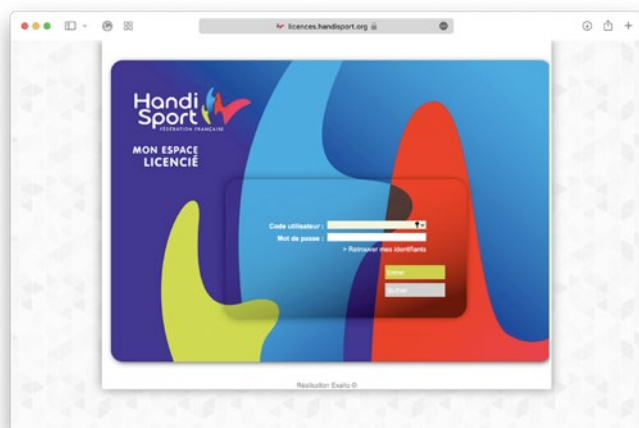 licences.handisport.org
Handi
Sport
FÉDÉRATION FRANÇAISE
MON ESPACE
LICENCIÉ
Code utilisateur :
Mot de passe :
> Retrouver mes identifiants
Entrer
Quitter
Réalisation Exalto ©